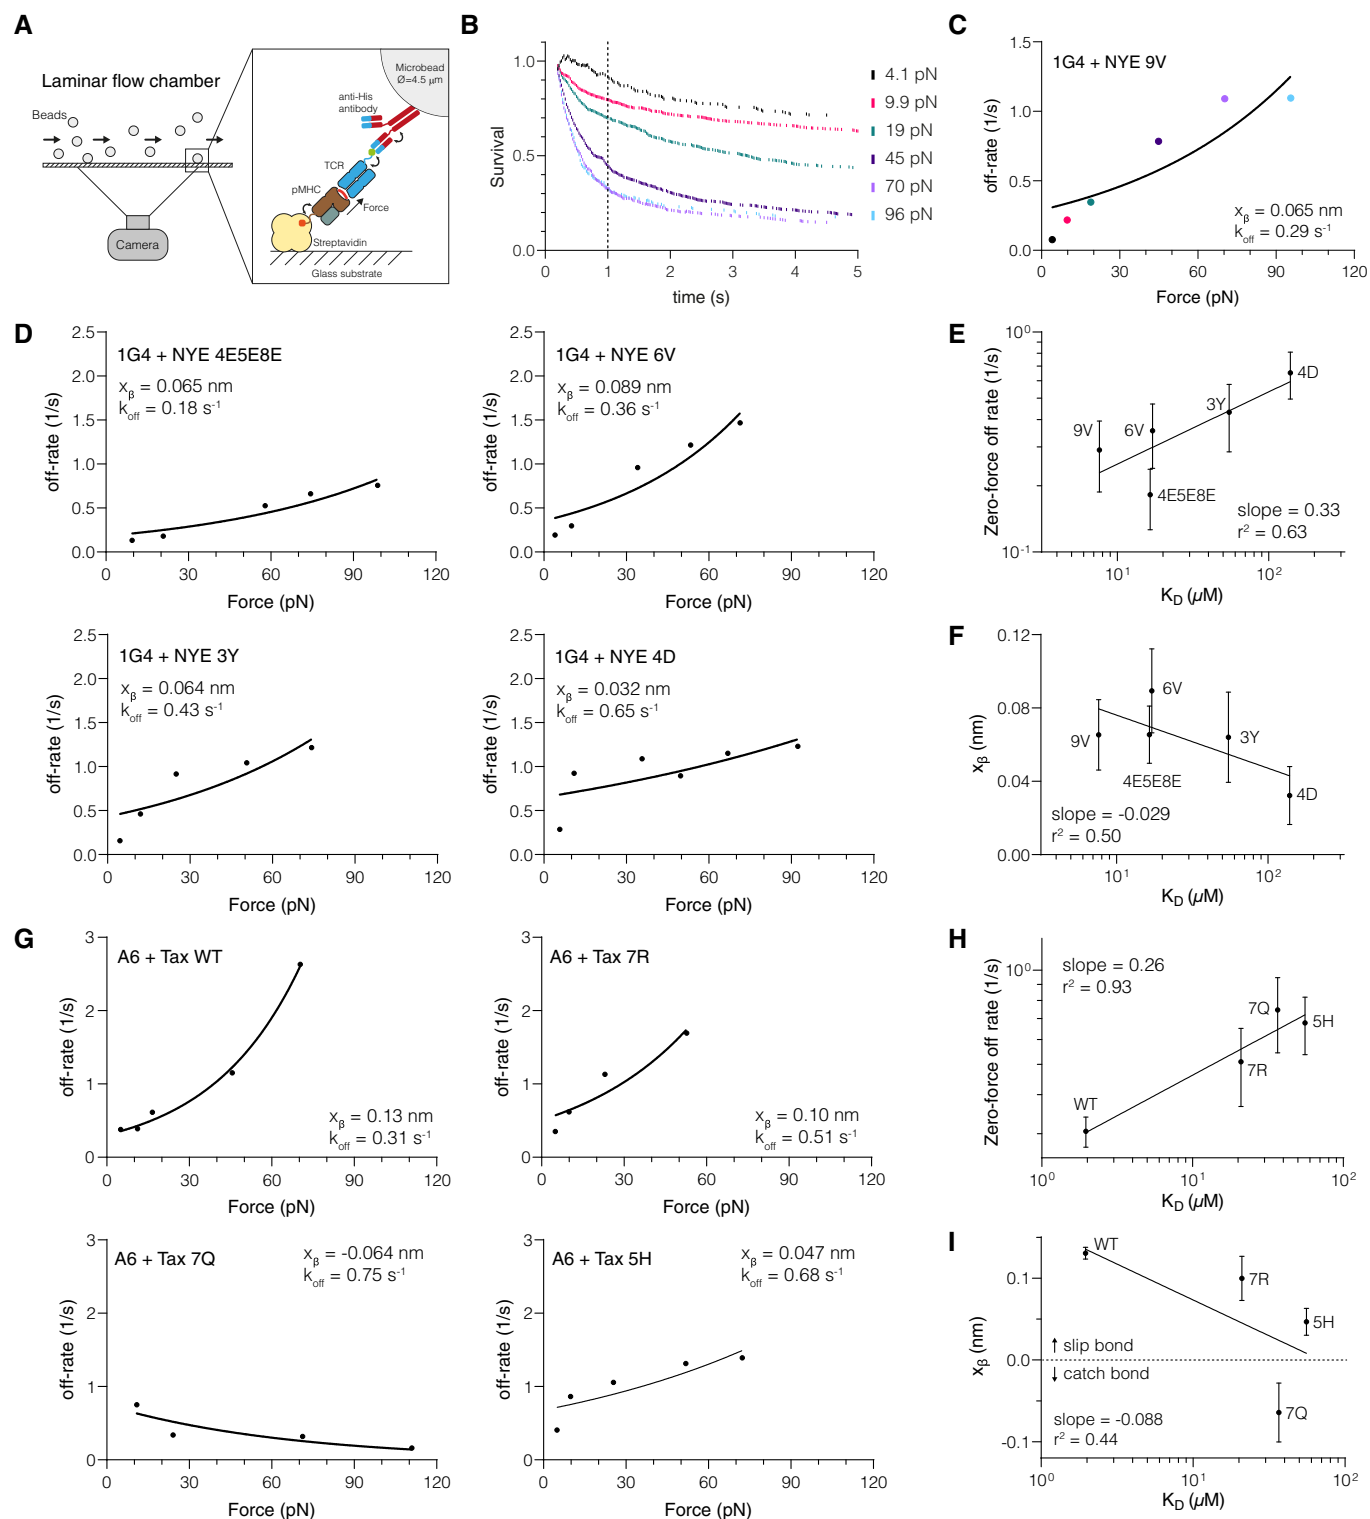 A
Laminar flow chamber
Beads
Camera
Microbead
Ø=4.5 µm
anti-His
antibody
TCR
pMHC
Force
Streptavidin
Glass substrate
B
Survival
1.0
0.5
0.0
0 1 2 3 4 5
time (s)
4.1 pN
9.9 pN
19 pN
45 pN
70 pN
96 pN
C
1G4 + NYE 9V
off-rate (1/s)
1.5
1.0
0.5
0.0
xβ = 0.065 nm
koff = 0.29 s⁻¹
0 30 60 90 120
Force (pN)
D
1G4 + NYE 4E5E8E
xβ = 0.065 nm
koff = 0.18 s⁻¹
off-rate (1/s)
2.5
2.0
1.5
1.0
0.5
0.0
0 30 60 90 120
Force (pN)
1G4 + NYE 6V
xβ = 0.089 nm
koff = 0.36 s⁻¹
off-rate (1/s)
2.5
2.0
1.5
1.0
0.5
0.0
0 30 60 90 120
Force (pN)
1G4 + NYE 3Y
xβ = 0.064 nm
koff = 0.43 s⁻¹
off-rate (1/s)
2.5
2.0
1.5
1.0
0.5
0.0
0 30 60 90 120
Force (pN)
1G4 + NYE 4D
xβ = 0.032 nm
koff = 0.65 s⁻¹
off-rate (1/s)
2.5
2.0
1.5
1.0
0.5
0.0
0 30 60 90 120
Force (pN)
E
Zero-force off rate (1/s)
10⁰
10⁻¹
9V
6V
4E5E8E
3Y
4D
slope = 0.33
r² = 0.63
10¹ 10²
KD (µM)
F
xβ (nm)
0.12
0.08
0.04
0.00
9V
6V
4E5E8E
3Y
4D
slope = -0.029
r² = 0.50
10¹ 10²
KD (µM)
G
A6 + Tax WT
off-rate (1/s)
3
2
1
0
xβ = 0.13 nm
koff = 0.31 s⁻¹
0 30 60 90 120
Force (pN)
A6 + Tax 7R
off-rate (1/s)
3
2
1
0
xβ = 0.10 nm
koff = 0.51 s⁻¹
0 30 60 90 120
Force (pN)
A6 + Tax 7Q
xβ = -0.064 nm
koff = 0.75 s⁻¹
off-rate (1/s)
3
2
1
0
0 30 60 90 120
Force (pN)
A6 + Tax 5H
xβ = 0.047 nm
koff = 0.68 s⁻¹
off-rate (1/s)
3
2
1
0
0 30 60 90 120
Force (pN)
H
slope = 0.26
r² = 0.93
Zero-force off rate (1/s)
10⁰
WT
7R
7Q
5H
10⁰ 10¹ 10²
KD (µM)
I
xβ (nm)
0.1
0.0
-0.1
WT
7R
5H
7Q
↑ slip bond
↓ catch bond
slope = -0.088
r² = 0.44
10⁰ 10¹ 10²
KD (µM)